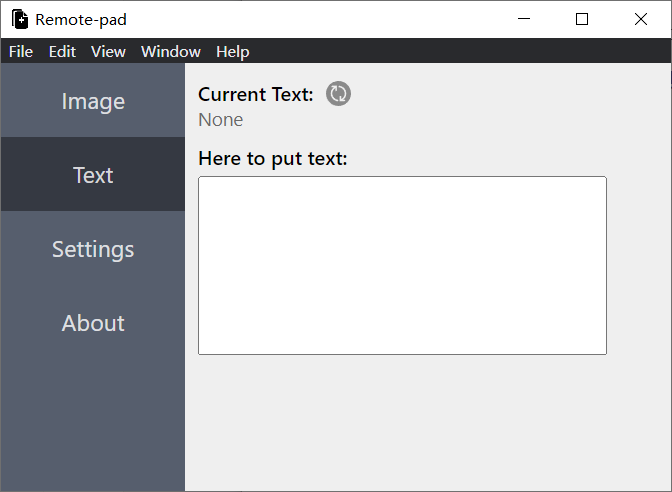 Remote-pad
File Edit View Window Help
Image
Text
Settings
About
Current Text:
None
Here to put text: